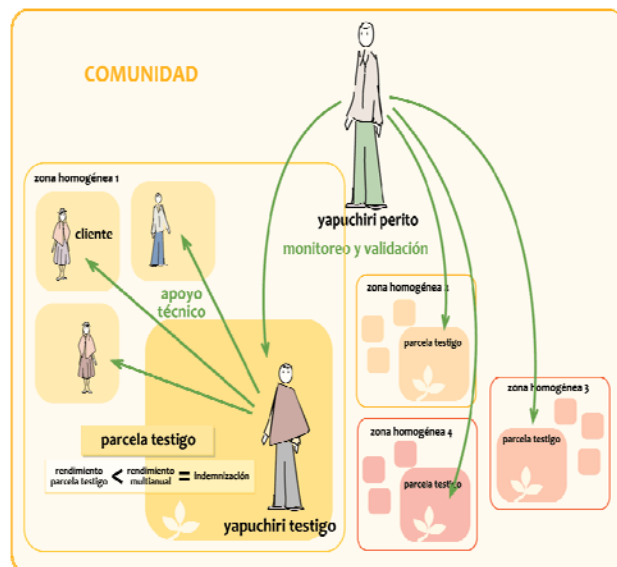 COMUNIDAD
yapuchiri perito
monitoreo y validación
zona homogénea 1
cliente
apoyo
técnico
parcela testigo
rendimiento
parcela testigo < rendimiento
multianual = Indemnización
yapuchiri testigo
zona homogénea 2
parcela testigo
zona homogénea 3
parcela testigo
zona homogénea 4
parcela testigo